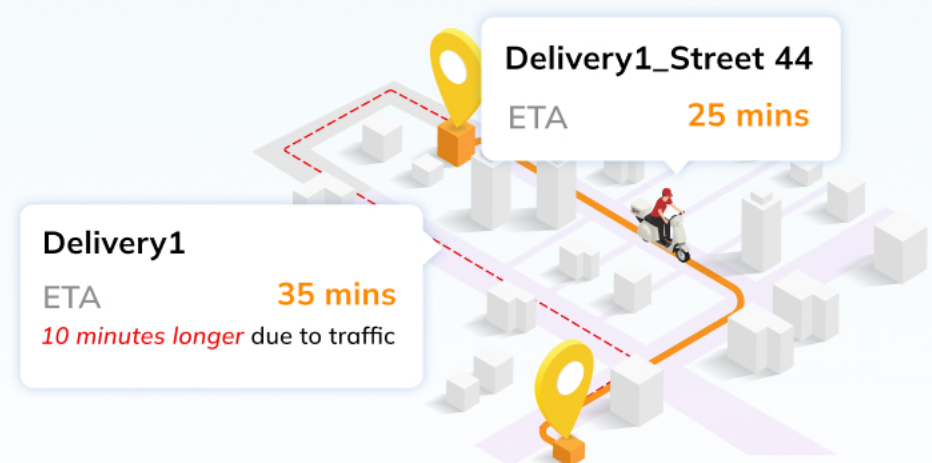 Delivery1_Street 44
ETA 25 mins
Delivery1
ETA 35 mins
10 minutes longer due to traffic